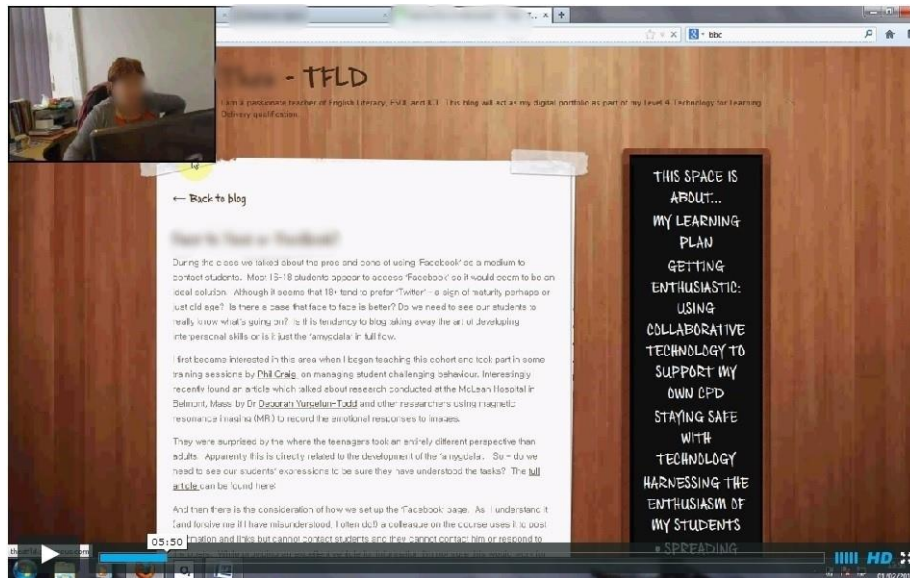 bbc
- TFLD
I am a passionate teacher of English Literacy, ESOL and ICT. This blog will act as my digital portfolio as part of my Level 4 Technology for Learning
Delivery qualification.
← Back to blog
During the class we talked about the pros and cons of using 'Facebook' as a medium to
contact students. Most 16-18 students appear to access 'Facebook' so it would seem to be an
ideal solution. Although it seems that 18+ tend to prefer 'Twitter' - a sign of maturity perhaps or
just old age? Is there a case that face to face is better? Do we need to see our students to
really know what's going on? Is this tendency to blog taking away the art of developing
interpersonal skills or is it just the 'amygdala' in full flow.
I first became interested in this area when I began teaching this cohort and took part in some
training sessions by Phil Craig, on managing student challenging behaviour. Interestingly
recently found an article which talked about research conducted at the McLean Hospital in
Belmont, Mass by Dr Deborah Yurgelun-Todd and other researchers using magnetic
resonance imaging (MRI) to record the emotional responses to images.
They were surprised by the where the teenagers took an entirely different perspective than
adults. Apparently this is directly related to the development of the 'amygdala'. So - do we
need to see our students' expressions to be sure they have understood the tasks? The full
article can be found here!
And then there is the consideration of how we set up the 'Facebook' page. As I understand it
(and forgive me if I have misunderstood, I often do!) a colleague on the course uses it to post
information and links but cannot contact students and they cannot contact him or respond to
THIS SPACE IS
ABOUT...
MY LEARNING
PLAN
GETTING
ENTHUSIASTIC:
USING
COLLABORATIVE
TECHNOLOGY TO
SUPPORT MY
OWN CPD
STAYING SAFE
WITH
TECHNOLOGY
HARNESSING THE
ENTHUSIASM OF
MY STUDENTS
• SPREADING
05:50
HD